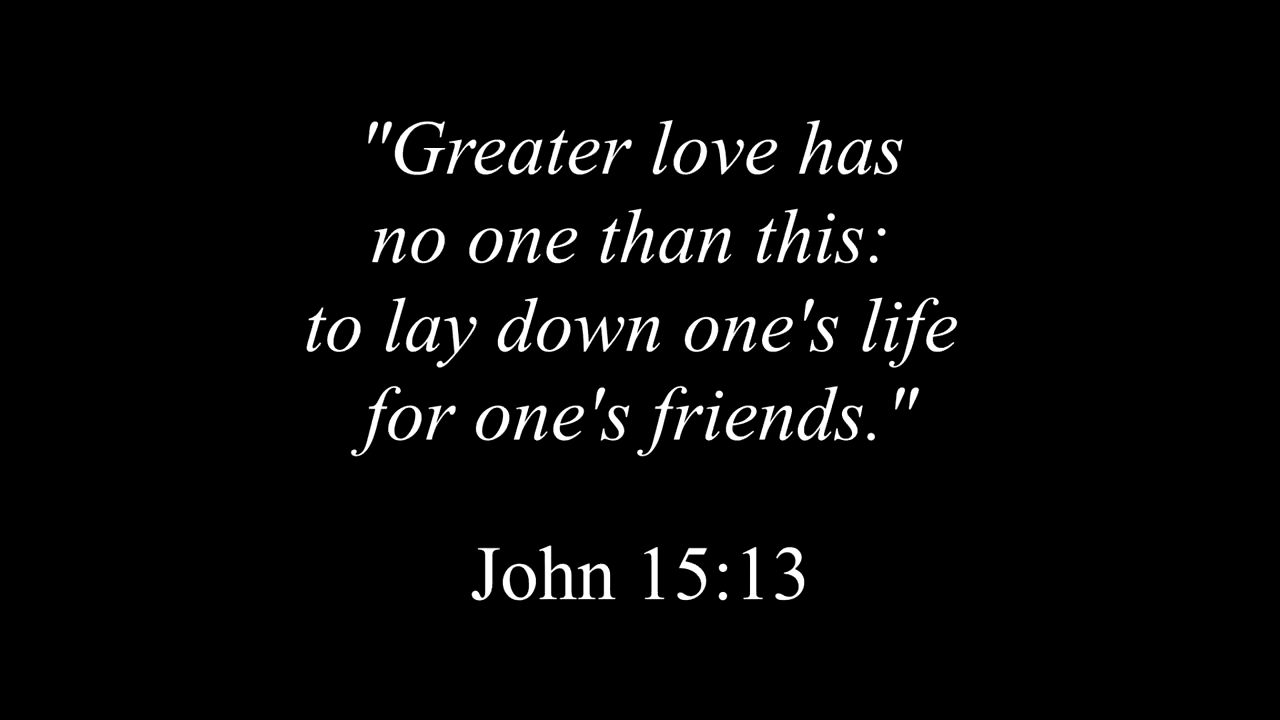 "Greater love has
no one than this:
to lay down one's life
for one's friends."
John 15:13